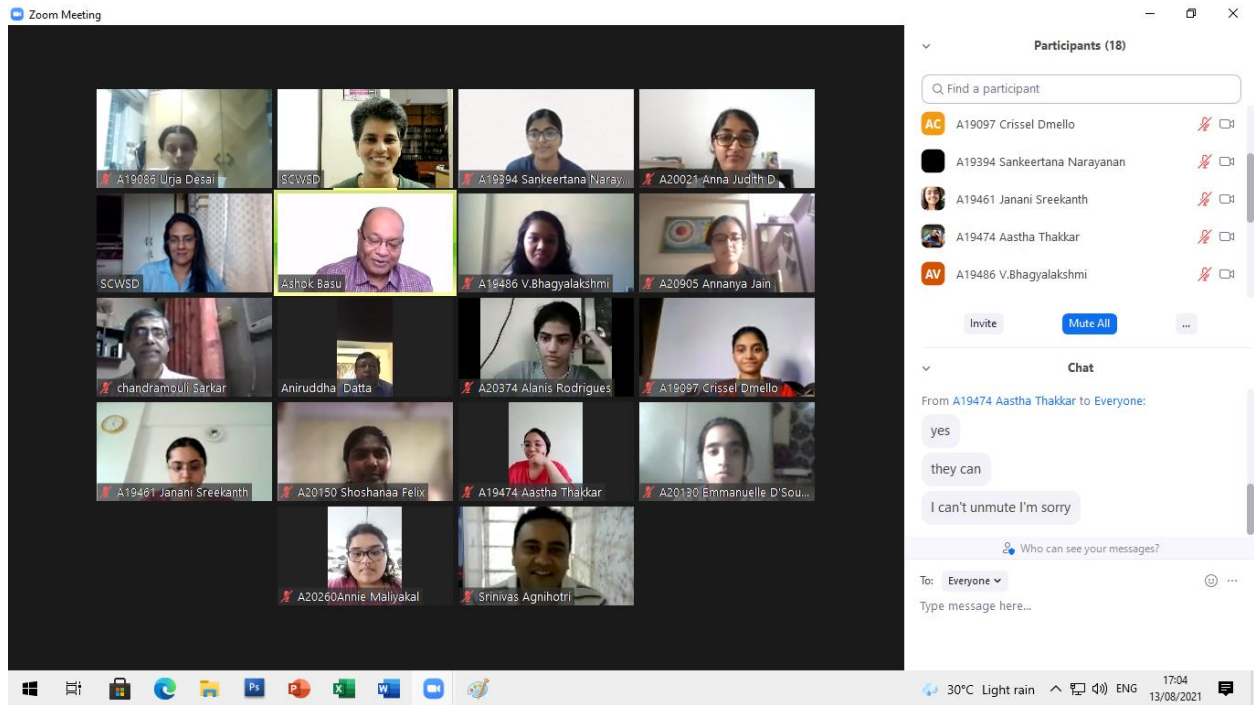 Zoom Meeting
A19086 Urja Desai
SCWSD
A19394 Sankeertana Naray...
A20021 Anna Judith D
SCWSD
Ashok Basu
A19486 V.Bhagyalakshmi
A20905 Annanya Jain
chandramouli Sarkar
Aniruddha Datta
A20374 Alanis Rodrigues
A19097 Crissel Dmello
A19461 Janani Sreekanth
A20150 Shoshanaa Felix
A19474 Aastha Thakkar
A20130 Emmanuelle D'Sou...
A20260Annie Maliyakal
Srinivas Agnihotri
Participants (18)
Find a participant
AC A19097 Crissel Dmello
A19394 Sankeertana Narayanan
A19461 Janani Sreekanth
A19474 Aastha Thakkar
AV A19486 V.Bhagyalakshmi
Invite Mute All ...
Chat
From A19474 Aastha Thakkar to Everyone:
yes
they can
I can't unmute I'm sorry
Who can see your messages?
To: Everyone
Type message here...
Ps P X W
30°C Light rain ENG 17:04
13/08/2021